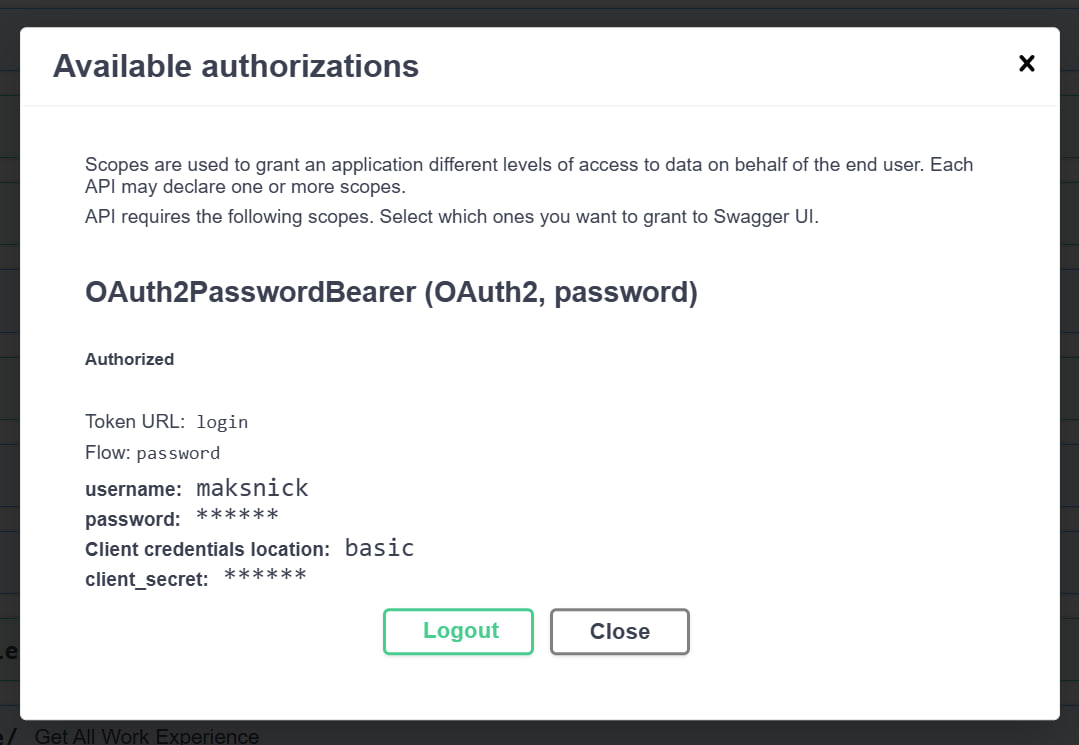 Available authorizations
Scopes are used to grant an application different levels of access to data on behalf of the end user. Each
API may declare one or more scopes.
API requires the following scopes. Select which ones you want to grant to Swagger UI.
OAuth2PasswordBearer (OAuth2, password)
Authorized
Token URL: login
Flow: password
username: maksnick
password: ******
Client credentials location: basic
client_secret: ******
Logout Close
Get All Work Experience